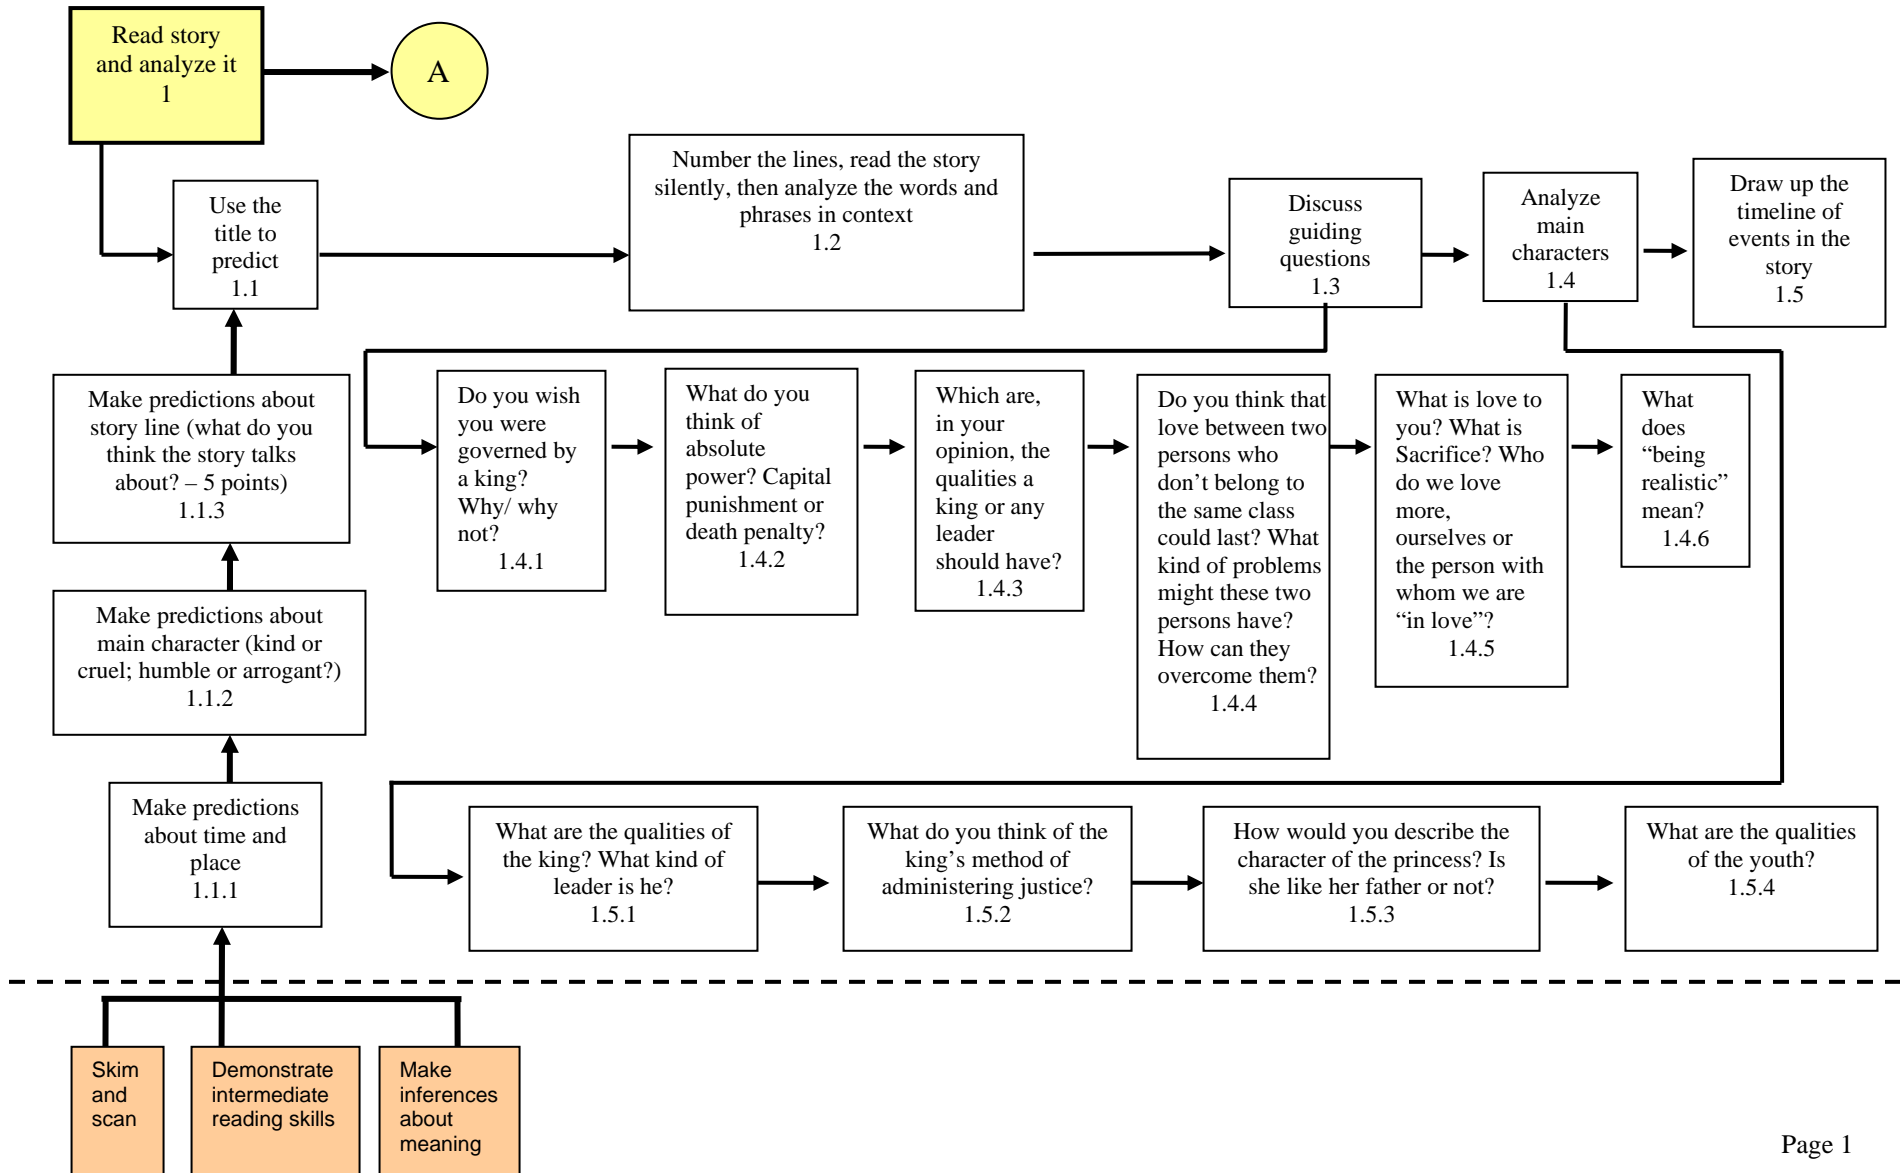 Read story
and analyze it
1
A
Use the
title to
predict
1.1
Number the lines, read the story
silently, then analyze the words and
phrases in context
1.2
Discuss
guiding
questions
1.3
Analyze
main
characters
1.4
Draw up the
timeline of
events in the
story
1.5
Make predictions about
story line (what do you
think the story talks
about? – 5 points)
1.1.3
Do you wish
you were
governed by
a king?
Why/ why
not?
1.4.1
What do you
think of
absolute
power? Capital
punishment or
death penalty?
1.4.2
Which are,
in your
opinion, the
qualities a
king or any
leader
should have?
1.4.3
Do you think that
love between two
persons who
don’t belong to
the same class
could last? What
kind of problems
might these two
persons have?
How can they
overcome them?
1.4.4
What is love to
you? What is
Sacrifice? Who
do we love
more,
ourselves or
the person with
whom we are
“in love”?
1.4.5
What
does
“being
realistic”
mean?
1.4.6
Make predictions about
main character (kind or
cruel; humble or arrogant?)
1.1.2
Make predictions
about time and
place
1.1.1
What are the qualities of
the king? What kind of
leader is he?
1.5.1
What do you think of the
king’s method of
administering justice?
1.5.2
How would you describe the
character of the princess? Is
she like her father or not?
1.5.3
What are the qualities
of the youth?
1.5.4
Skim
and
scan
Demonstrate
intermediate
reading skills
Make
inferences
about
meaning
Page 1